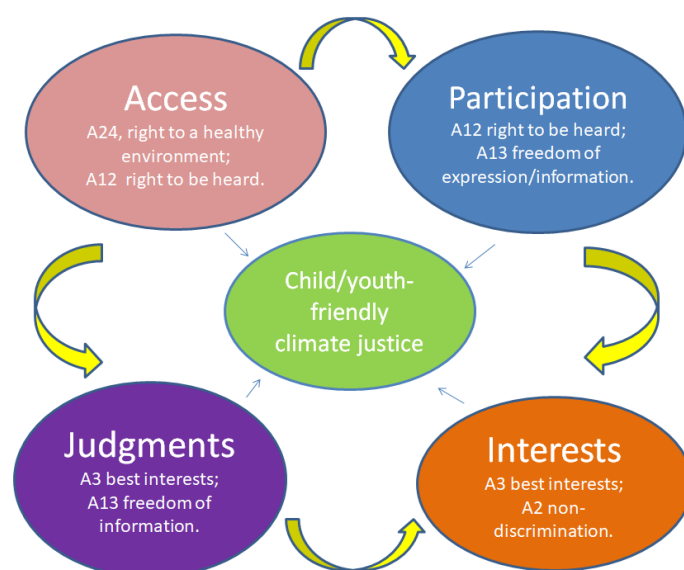 Access
A24, right to a healthy
environment;
A12 right to be heard.
Participation
A12 right to be heard;
A13 freedom of
expression/information.
Child/youth-
friendly
climate justice
Judgments
A3 best interests;
A13 freedom of
information.
Interests
A3 best interests;
A2 non-
discrimination.